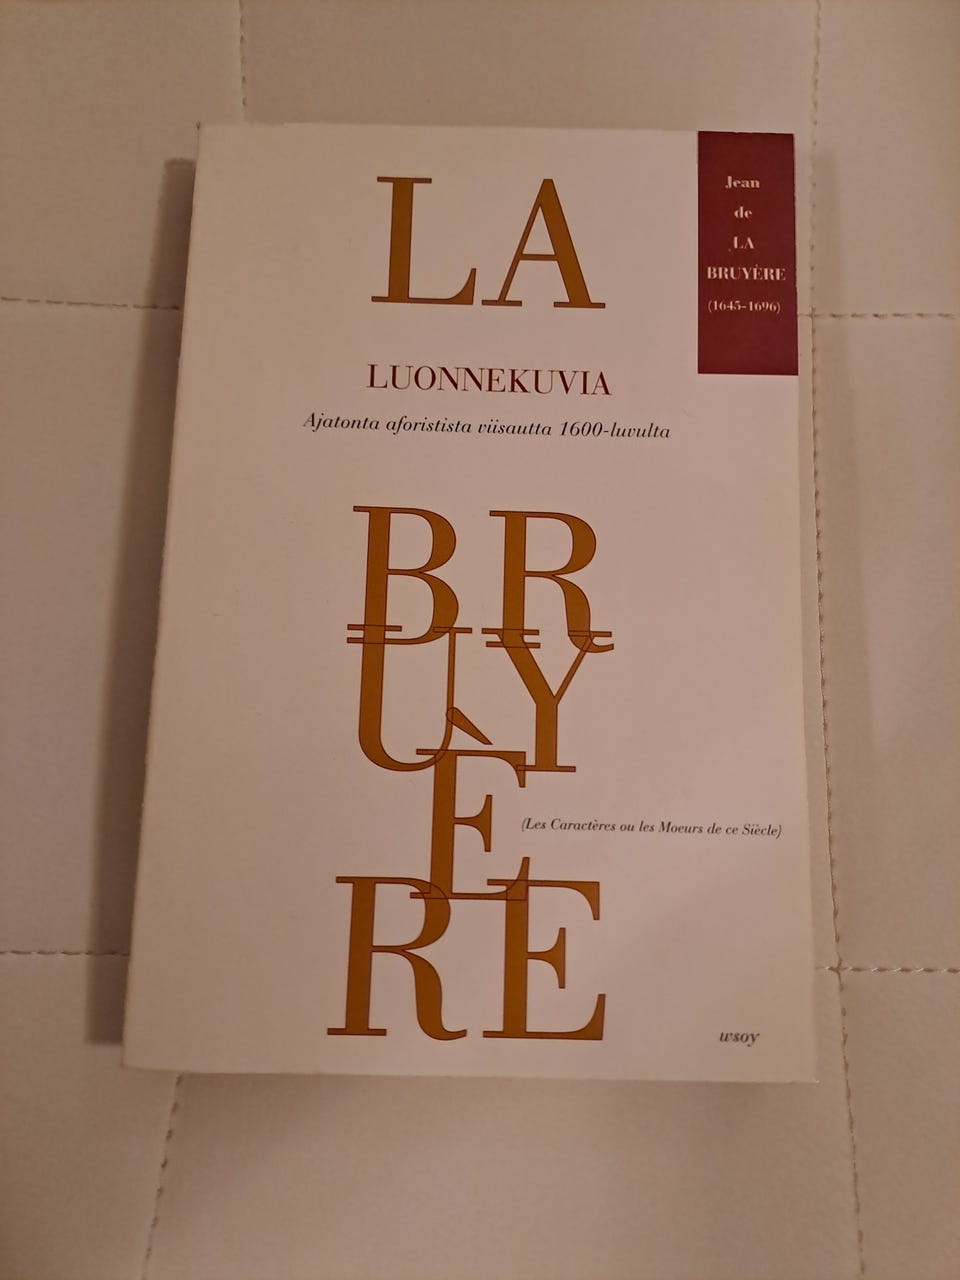 LA
Jean
de
LA
BRUYÈRE
(1645-1696)
LUONNEKUVIA
Ajatonta aforistista viisautta 1600-luvulta
BR
UY
È
RE
(Les Caractères ou les Moeurs de ce Siècle)
wsoy